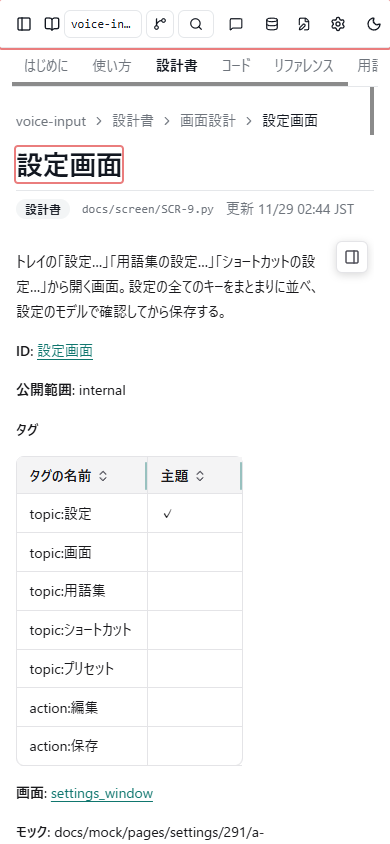 voice-in…
はじめに 使い方 設計書 コード リファレンス 用語
voice-input > 設計書 > 画面設計 > 設定画面
設定画面
設計書 docs/screen/SCR-9.py 更新 11/29 02:44 JST
トレイの「設定...」「用語集の設定...」「ショートカットの設
定...」から開く画面。設定の全てのキーをまとまりに並べ、
設定のモデルで確認してから保存する。
ID: 設定画面
公開範囲: internal
タグ
タグの名前 主題
topic:設定 ✓
topic:画面
topic:用語集
topic:ショートカット
topic:プリセット
action:編集
action:保存
画面: settings_window
モック: docs/mock/pages/settings/291/a-